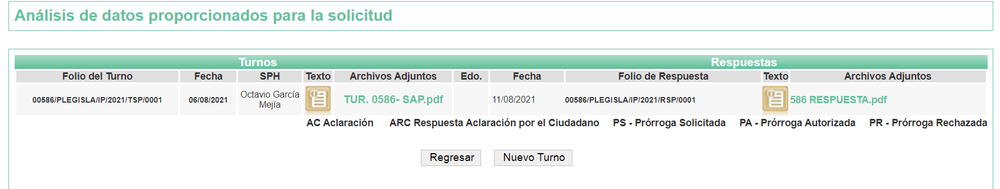 Análisis de datos proporcionados para la solicitud
Turnos Respuestas
Folio del Turno Fecha SPH Texto Archivos Adjuntos Edo. Fecha Folio de Respuesta Texto Archivos Adjuntos
00586/PLEGISLA/IP/2021/TSP/0001 06/08/2021 Octavio García Mejía TUR. 0586- SAP.pdf 11/08/2021 00586/PLEGISLA/IP/2021/RSP/0001 586 RESPUESTA.pdf
AC Aclaración ARC Respuesta Aclaración por el Ciudadano PS - Prórroga Solicitada PA - Prórroga Autorizada PR - Prórroga Rechazada
Regresar Nuevo Turno